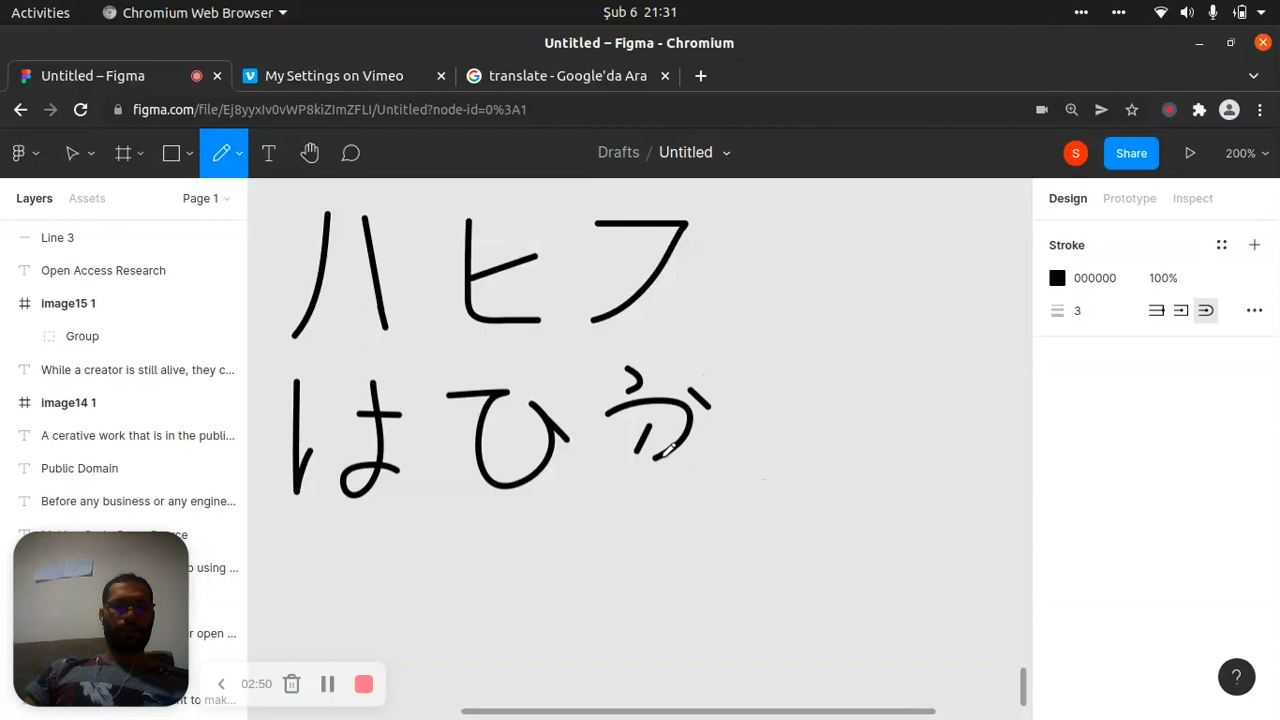 Activities
Chromium Web Browser
Şub 6 21:31
Untitled – Figma - Chromium
Untitled – Figma
My Settings on Vimeo
translate - Google'da Ara
figma.com/file/Ej8yyxIv0vWP8kiZImZFLI/Untitled?node-id=0%3A1
Drafts / Untitled
S
Share
200%
Layers
Assets
Page 1
Design
Prototype
Inspect
Line 3
Open Access Research
image15 1
Group
While a creator is still alive, they c...
image14 1
A cerative work that is in the publi...
Public Domain
Before any business or any engine...
using ...
r open ...
t to mak...
Stroke
000000
100%
3
ハ ヒ フ
は ひ
02:50
?